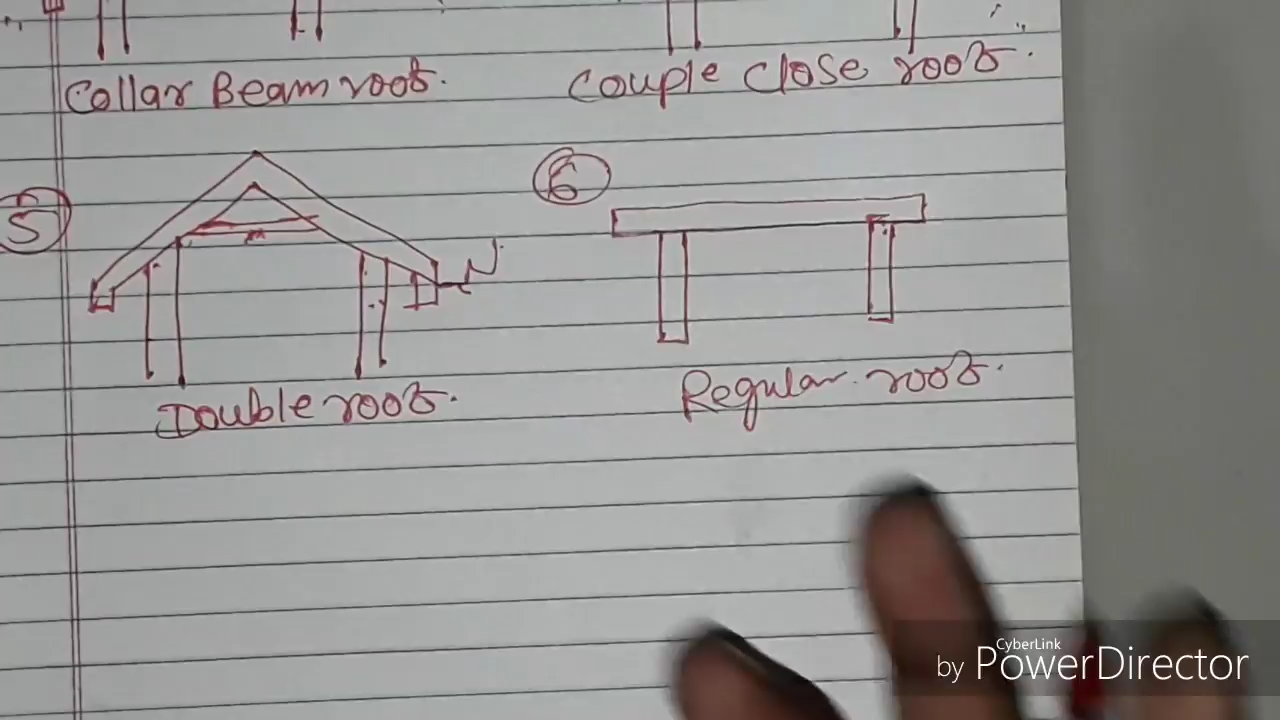 Collar Beam roof.
Couple Close roof.
5
6
N
Double roof.
Regular roof.
CyberLink
by PowerDirector